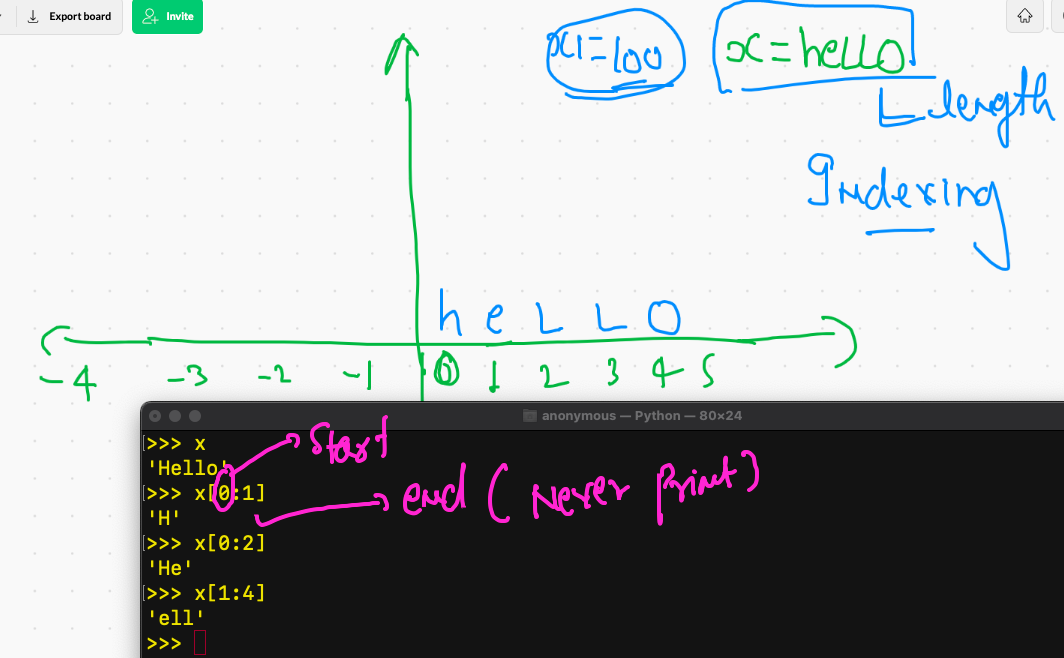 Export board
Invite
x1=100
x=hello
length
Indexing
h e L L O
-4 -3 -2 -1 0 1 2 3 4 5
anonymous — Python — 80×24
>>> x
'Hello'
Start
>>> x[0:1]
end (Never Print)
'H'
>>> x[0:2]
'He'
>>> x[1:4]
'ell'
>>>